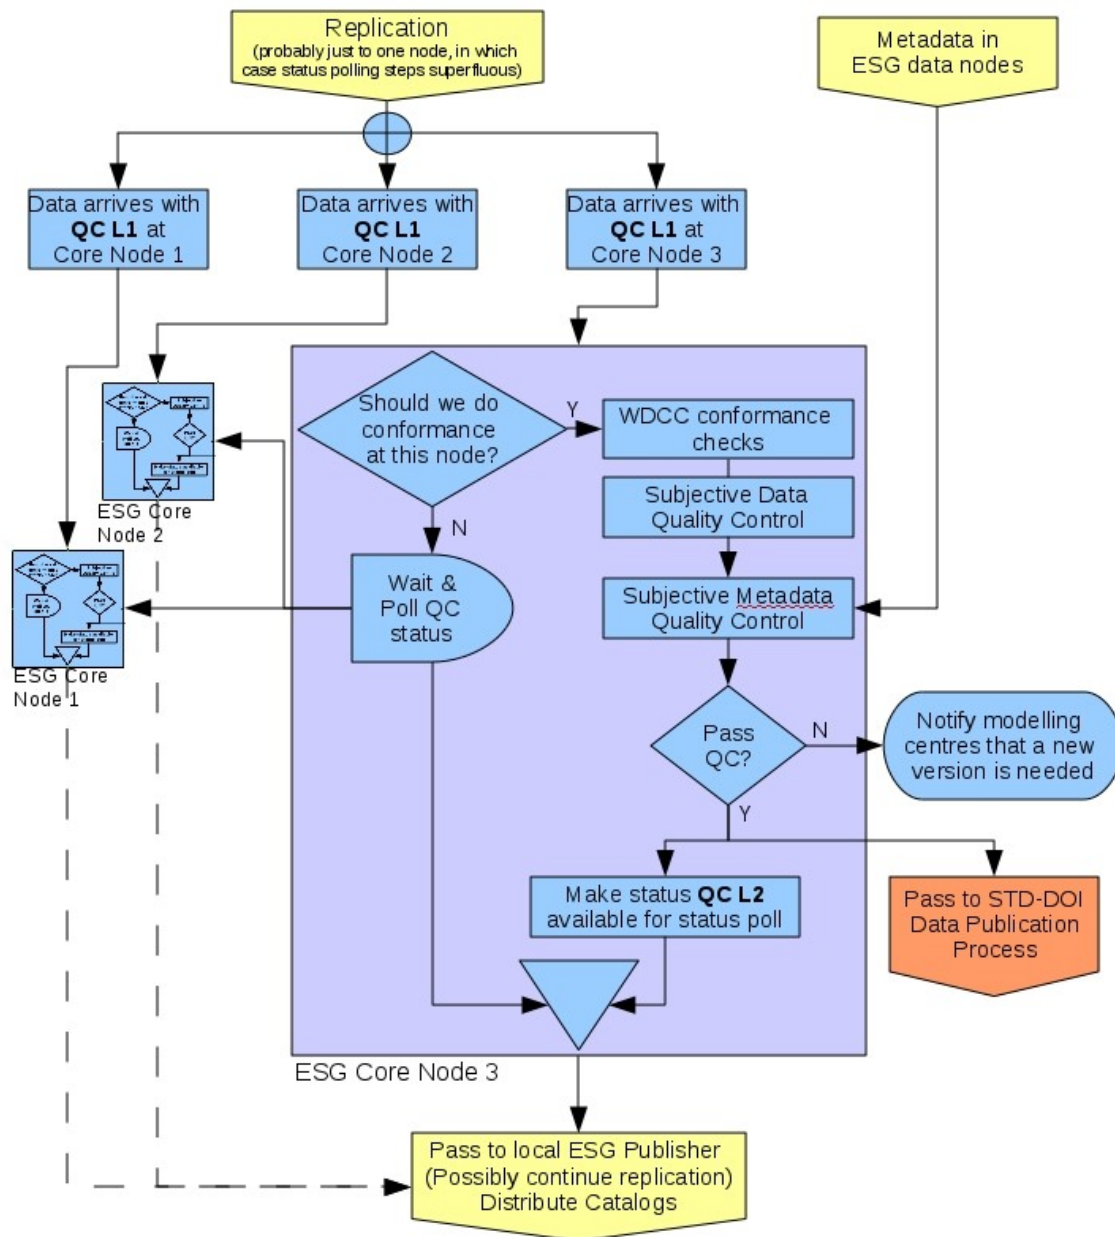 Replication
(probably just to one node, in which
case status polling steps superfluous)
Metadata in
ESG data nodes
Data arrives with
QC L1 at
Core Node 1
Data arrives with
QC L1
Core Node 2
Data arrives with
QC L1 at
Core Node 3
Should we do
conformance
at this node?
Y
WDCC conformance
checks
Subjective Data
Quality Control
N
Wait &
Poll QC
status
Subjective Metadata
Quality Control
ESG Core
Node 2
ESG Core
Node 1
Pass
QC?
N
Notify modelling
centres that a new
version is needed
Y
Make status QC L2
available for status poll
Pass to STD-DOI
Data Publication
Process
ESG Core Node 3
Pass to local ESG Publisher
(Possibly continue replication)
Distribute Catalogs